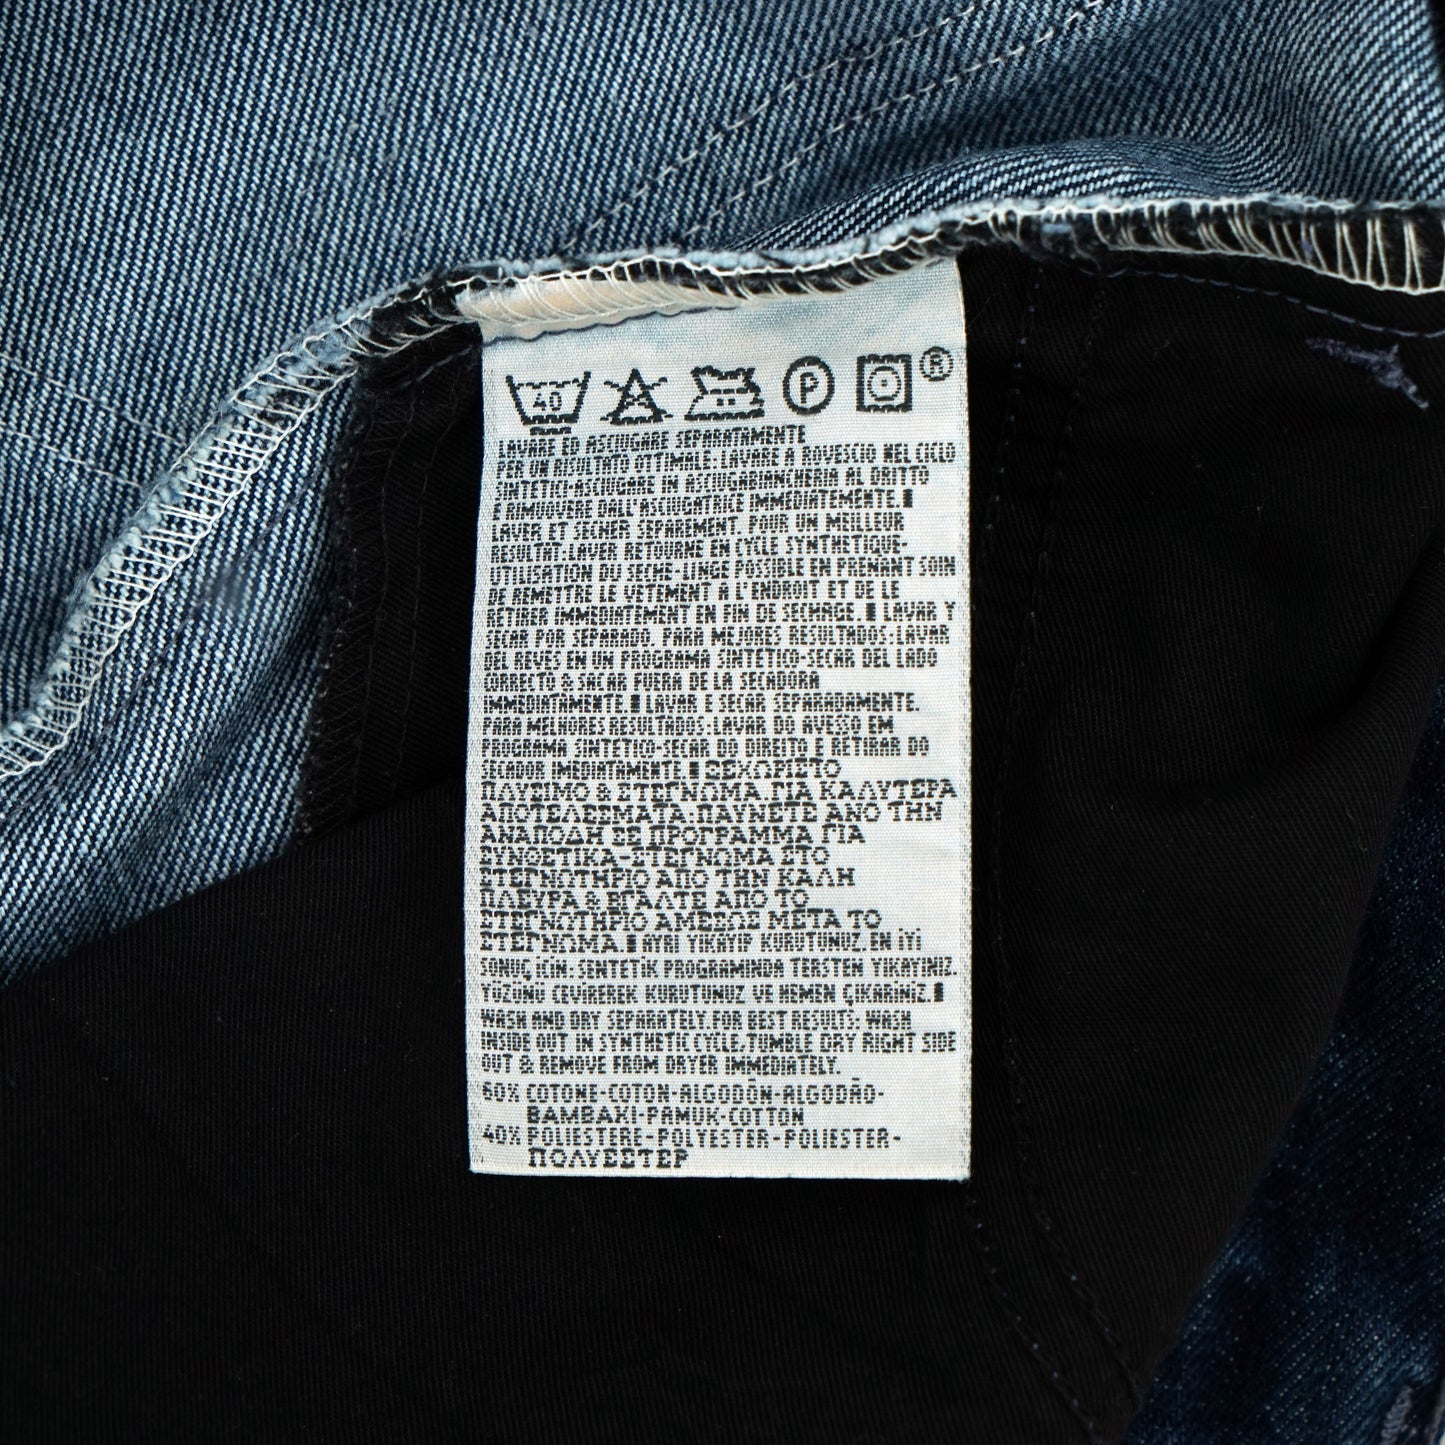 40 P ®
LAVARE ED ASCIUGARE SEPARATAMENTE
PER UN RISULTATO OTTIMALE: LAVARE A ROVESCIO NEL CICLO
SINTETICO-ASCIUGARE IN ASCIUGABIANCHERIA AL DRITTO
E RIMUOVERE DALL'ASCIUGATRICE IMMEDIATEMENTE.∎
LAVER ET SECHER SEPAREMENT. POUR UN MEILLEUR
RESULTAT:LAVER RETOURNE EN CYCLE SYNTHETIQUE.
UTILISATION DU SECHE-LINGE POSSIBLE EN PRENANT SOIN
DE REMETTRE LE VETEMENT A L'ENDROIT ET DE LE
RETIRER IMMEDIATEMENT EN FIN DE SECHAGE.∎ LAVAR Y
SECAR POR SEPARADO. PARA MEJORES RESULTADOS:LAVAR
DEL REVES EN UN PROGRAMA SINTETICO-SECAR DEL LADO
CORRECTO & SACAR FUERA DE LA SECADORA
IMMEDIATAMENTE.∎ LAVAR E SECAR SEPARADAMENTE.
PARA MELHORES RESULTADOS:LAVAR DO AVESSO EM
PROGRAMA SINTÉTICO-SECAR DO DIREITO E RETIRAR DO
SECADOR IMEDIATAMENTE.∎ ΞΕΧΩΡΙΣΤΟ
ΠΛΥΣΙΜΟ & ΣΤΕΓΝΩΜΑ.ΓΙΑ ΚΑΛΥΤΕΡΑ
ΑΠΟΤΕΛΕΣΜΑΤΑ:ΠΛΥΝΕΤΕ ΑΠΟ ΤΗΝ
ΑΝΑΠΟΔΗ ΣΕ ΠΡΟΓΡΑΜΜΑ ΓΙΑ
ΣΥΝΘΕΤΙΚΑ-ΣΤΕΓΝΩΜΑ ΣΤΟ
ΣΤΕΓΝΩΤΗΡΙΟ ΑΠΟ ΤΗΝ ΚΑΛΗ
ΠΛΕΥΡΑ & ΒΓΑΛΤΕ ΑΠΟ ΤΟ
ΣΤΕΓΝΩΤΗΡΙΟ ΑΜΕΣΩΣ ΜΕΤΑ ΤΟ
ΣΤΕΓΝΩΜΑ.∎ AYRI YIKAYIP KURUTUNUZ. EN İYİ
SONUÇ İÇİN: SENTETİK PROGRAMINDA TERSTEN YIKAYINIZ.
YÜZÜNÜ ÇEVİREREK KURUTUNUZ VE HEMEN ÇIKARINIZ.∎
WASH AND DRY SEPARATELY.FOR BEST RESULTS: WASH
INSIDE OUT IN SYNTHETIC CYCLE.TUMBLE DRY RIGHT SIDE
OUT & REMOVE FROM DRYER IMMEDIATELY.
60% COTONE-COTON-ALGODÓN-ALGODÃO-
BAMBAKI-PAMUK-COTTON
40% POLIESTERE-POLYESTER-POLIESTER-
ΠΟΛΥΕΣΤΕΡ